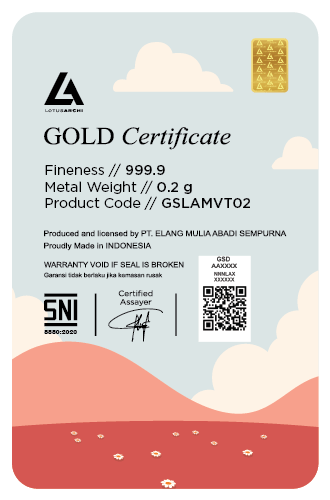 LOTUSARCHI
GOLD Certificate
Fineness // 999.9
Metal Weight // 0.2 g
Product Code // GSLAMVT02
Produced and licensed by PT. ELANG MULIA ABADI SEMPURNA
Proudly Made in INDONESIA
WARRANTY VOID IF SEAL IS BROKEN
Garansi tidak berlaku jika kemasan rusak
SNI
8880:2020
Certified
Assayer
GSD
AAXXXX
NNNLAX
XXXXXX